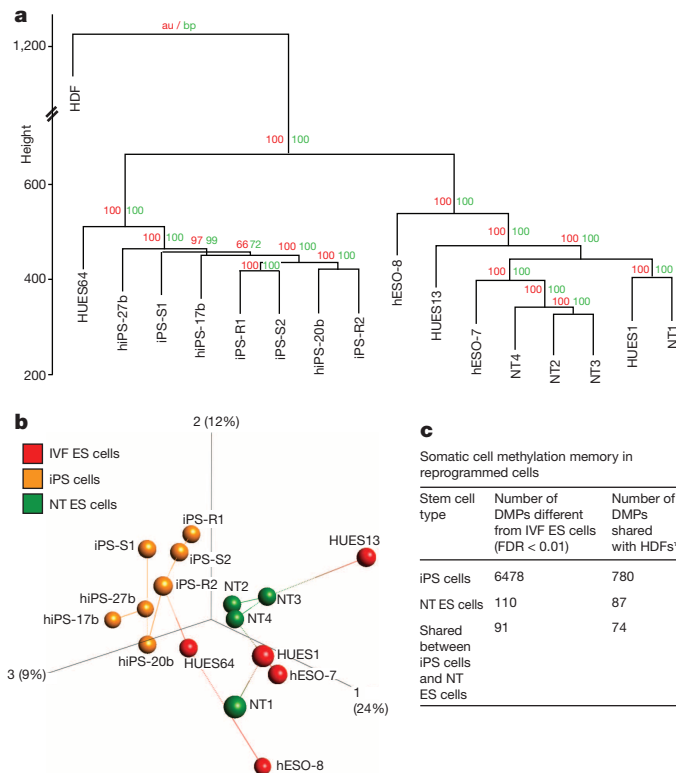 a
au / bp
1,200
HDF
Height
100 100
600
100 100
100 100
100 100
100 100
100 100
97 99
66 72
100 100
100 100
100 100
100 100
100 100
100 100
100 100
400
200
HUES64
hiPS-27b
iPS-S1
hiPS-17b
iPS-R1
iPS-S2
hiPS-20b
iPS-R2
hESO-8
HUES13
hESO-7
NT4
NT2
NT3
HUES1
NT1
b
2 (12%)
IVF ES cells
iPS cells
NT ES cells
iPS-R1
iPS-S1
iPS-S2
HUES13
iPS-R2
NT2
NT3
hiPS-27b
NT4
hiPS-17b
hiPS-20b
HUES64
HUES1
hESO-7
3 (9%)
1
(24%)
NT1
hESO-8
c
Somatic cell methylation memory in
reprogrammed cells
Stem cell type
Number of DMPs different from IVF ES cells (FDR < 0.01)
Number of DMPs shared with HDFs*
iPS cells 6478 780
NT ES cells 110 87
Shared between iPS cells and NT ES cells 91 74